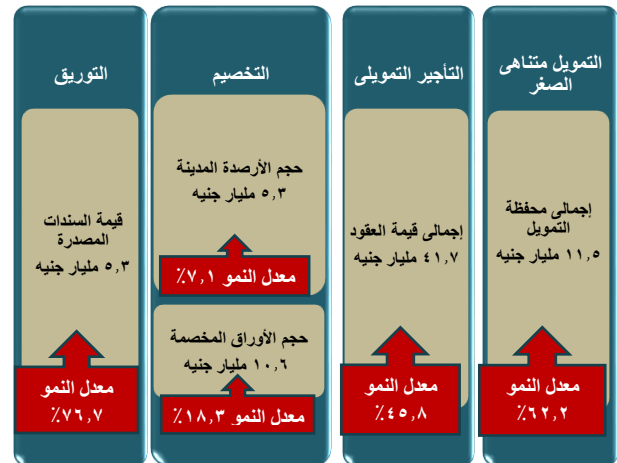 التمويل متناهى
الصغر
إجمالى محفظة
التمويل
١١,٥ مليار جنيه
معدل النمو
٦٢,٢٪
التأجير التمويلى
إجمالى قيمة العقود
٤١,٧ مليار جنيه
معدل النمو
٤٥,٨٪
التخصيم
حجم الأرصدة المدينة
٥,٣ مليار جنيه
معدل النمو ٧,١٪
حجم الأوراق المخصمة
١٠,٦ مليار جنيه
معدل النمو ١٨,٣٪
التوريق
قيمة السندات
المصدرة
٥,٣ مليار جنيه
معدل النمو
٧٦,٧٪